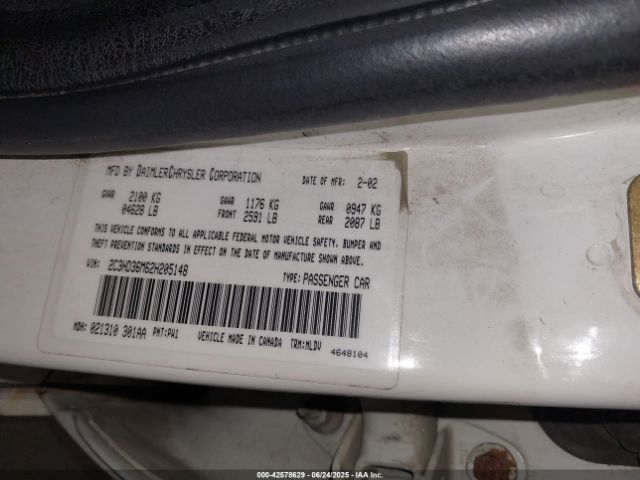 MFD BY DAIMLERCHRYSLER CORPORATION DATE OF MFR: 2-02
GVWR 2100 KG GAWR 1176 KG GAWR 0947 KG
04628 LB FRONT 2591 LB REAR 2087 LB
THIS VEHICLE CONFORMS TO ALL APPLICABLE FEDERAL MOTOR VEHICLE SAFETY, BUMPER AND
THEFT PREVENTION STANDARDS IN EFFECT ON THE DATE OF MANUFACTURE SHOWN ABOVE.
VIN: 2C3HD36M62H205148 TYPE: PASSENGER CAR
MDH: 021310 301AA PNT: PW1 VEHICLE MADE IN CANADA TRM: MLDV
4648104
000-42578629 - 06/24/2025 - IAAI.COM